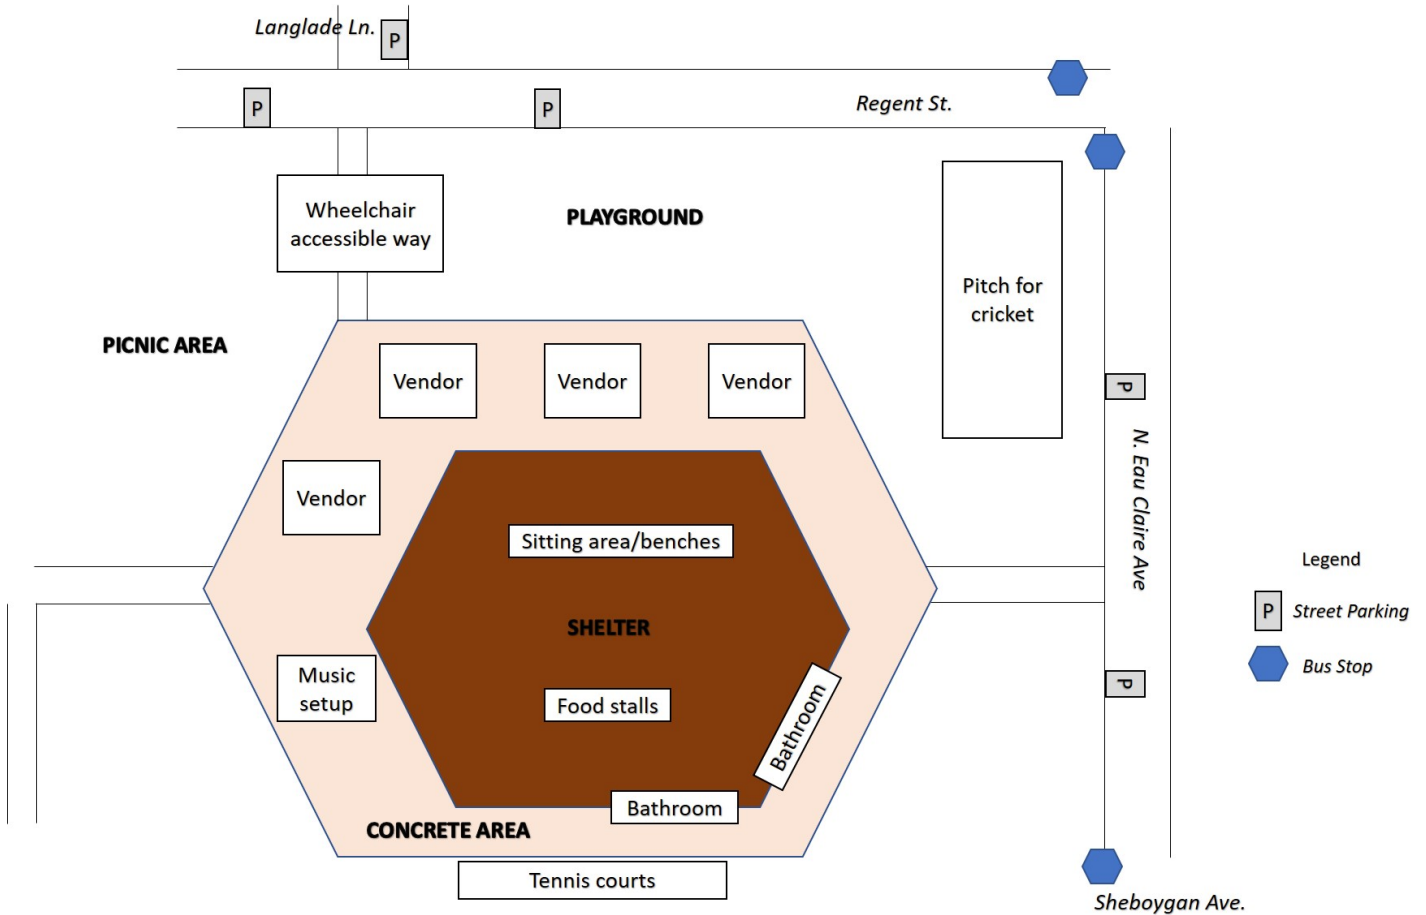 Langlade Ln.
P
P
P
Regent St.
Wheelchair
accessible way
PLAYGROUND
Pitch for
cricket
PICNIC AREA
Vendor
Vendor
Vendor
P
N. Eau Claire Ave
Vendor
Sitting area/benches
SHELTER
Music
setup
Food stalls
Bathroom
P
Bathroom
CONCRETE AREA
Tennis courts
Sheboygan Ave.
Legend
P
Street Parking
Bus Stop